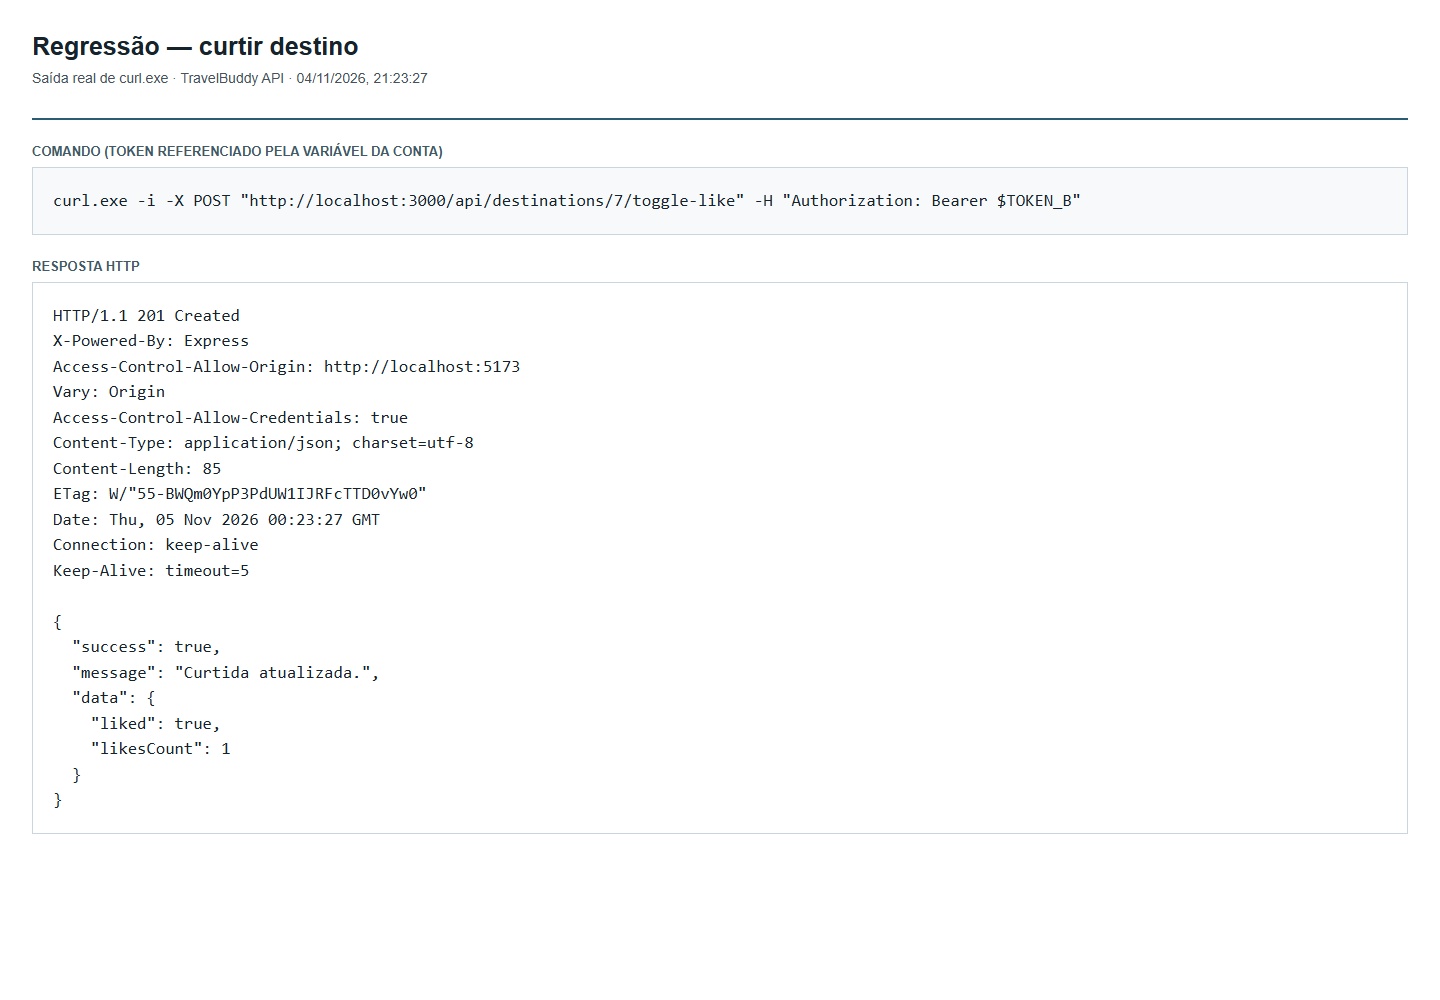 Regressão — curtir destino
Saída real de curl.exe · TravelBuddy API · 04/11/2026, 21:23:27
COMANDO (TOKEN REFERENCIADO PELA VARIÁVEL DA CONTA)
curl.exe -i -X POST "http://localhost:3000/api/destinations/7/toggle-like" -H "Authorization: Bearer $TOKEN_B"
RESPOSTA HTTP
HTTP/1.1 201 Created
X-Powered-By: Express
Access-Control-Allow-Origin: http://localhost:5173
Vary: Origin
Access-Control-Allow-Credentials: true
Content-Type: application/json; charset=utf-8
Content-Length: 85
ETag: W/"55-BWQm0YpP3PdUW1IJRFcTTD0vYw0"
Date: Thu, 05 Nov 2026 00:23:27 GMT
Connection: keep-alive
Keep-Alive: timeout=5
{
  "success": true,
  "message": "Curtida atualizada.",
  "data": {
    "liked": true,
    "likesCount": 1
  }
}